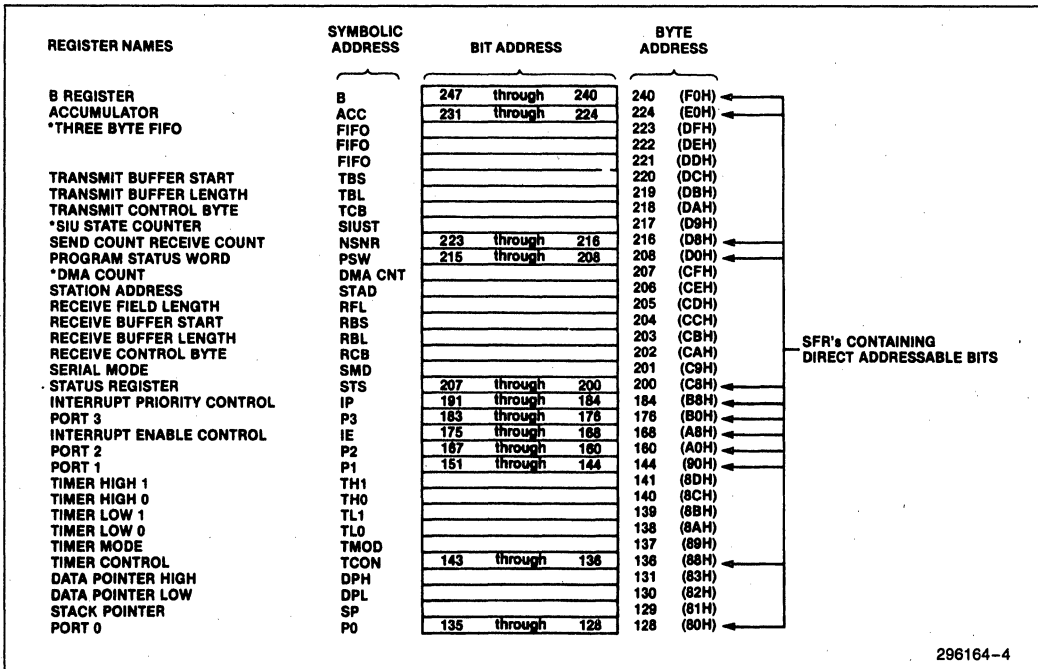 REGISTER NAMES SYMBOLIC ADDRESS BIT ADDRESS BYTE ADDRESS
B REGISTER B 247 through 240 240 (F0H)
ACCUMULATOR ACC 231 through 224 224 (E0H)
*THREE BYTE FIFO FIFO 223 (DFH)
FIFO 222 (DEH)
FIFO 221 (DDH)
TRANSMIT BUFFER START TBS 220 (DCH)
TRANSMIT BUFFER LENGTH TBL 219 (DBH)
TRANSMIT CONTROL BYTE TCB 218 (DAH)
*SIU STATE COUNTER SIUST 217 (D9H)
SEND COUNT RECEIVE COUNT NSNR 223 through 216 216 (D8H)
PROGRAM STATUS WORD PSW 215 through 208 208 (D0H)
*DMA COUNT DMA CNT 207 (CFH)
STATION ADDRESS STAD 206 (CEH)
RECEIVE FIELD LENGTH RFL 205 (CDH)
RECEIVE BUFFER START RBS 204 (CCH)
RECEIVE BUFFER LENGTH RBL 203 (CBH)
RECEIVE CONTROL BYTE RCB 202 (CAH)
SERIAL MODE SMD 201 (C9H)
STATUS REGISTER STS 207 through 200 200 (C8H)
INTERRUPT PRIORITY CONTROL IP 191 through 184 184 (B8H)
PORT 3 P3 183 through 176 176 (B0H)
INTERRUPT ENABLE CONTROL IE 175 through 168 168 (A8H)
PORT 2 P2 167 through 160 160 (A0H)
PORT 1 P1 151 through 144 144 (90H)
TIMER HIGH 1 TH1 141 (8DH)
TIMER HIGH 0 TH0 140 (8CH)
TIMER LOW 1 TL1 139 (8BH)
TIMER LOW 0 TL0 138 (8AH)
TIMER MODE TMOD 137 (89H)
TIMER CONTROL TCON 143 through 136 136 (88H)
DATA POINTER HIGH DPH 131 (83H)
DATA POINTER LOW DPL 130 (82H)
STACK POINTER SP 129 (81H)
PORT 0 P0 135 through 128 128 (80H)
SFR's CONTAINING
DIRECT ADDRESSABLE BITS
296164-4